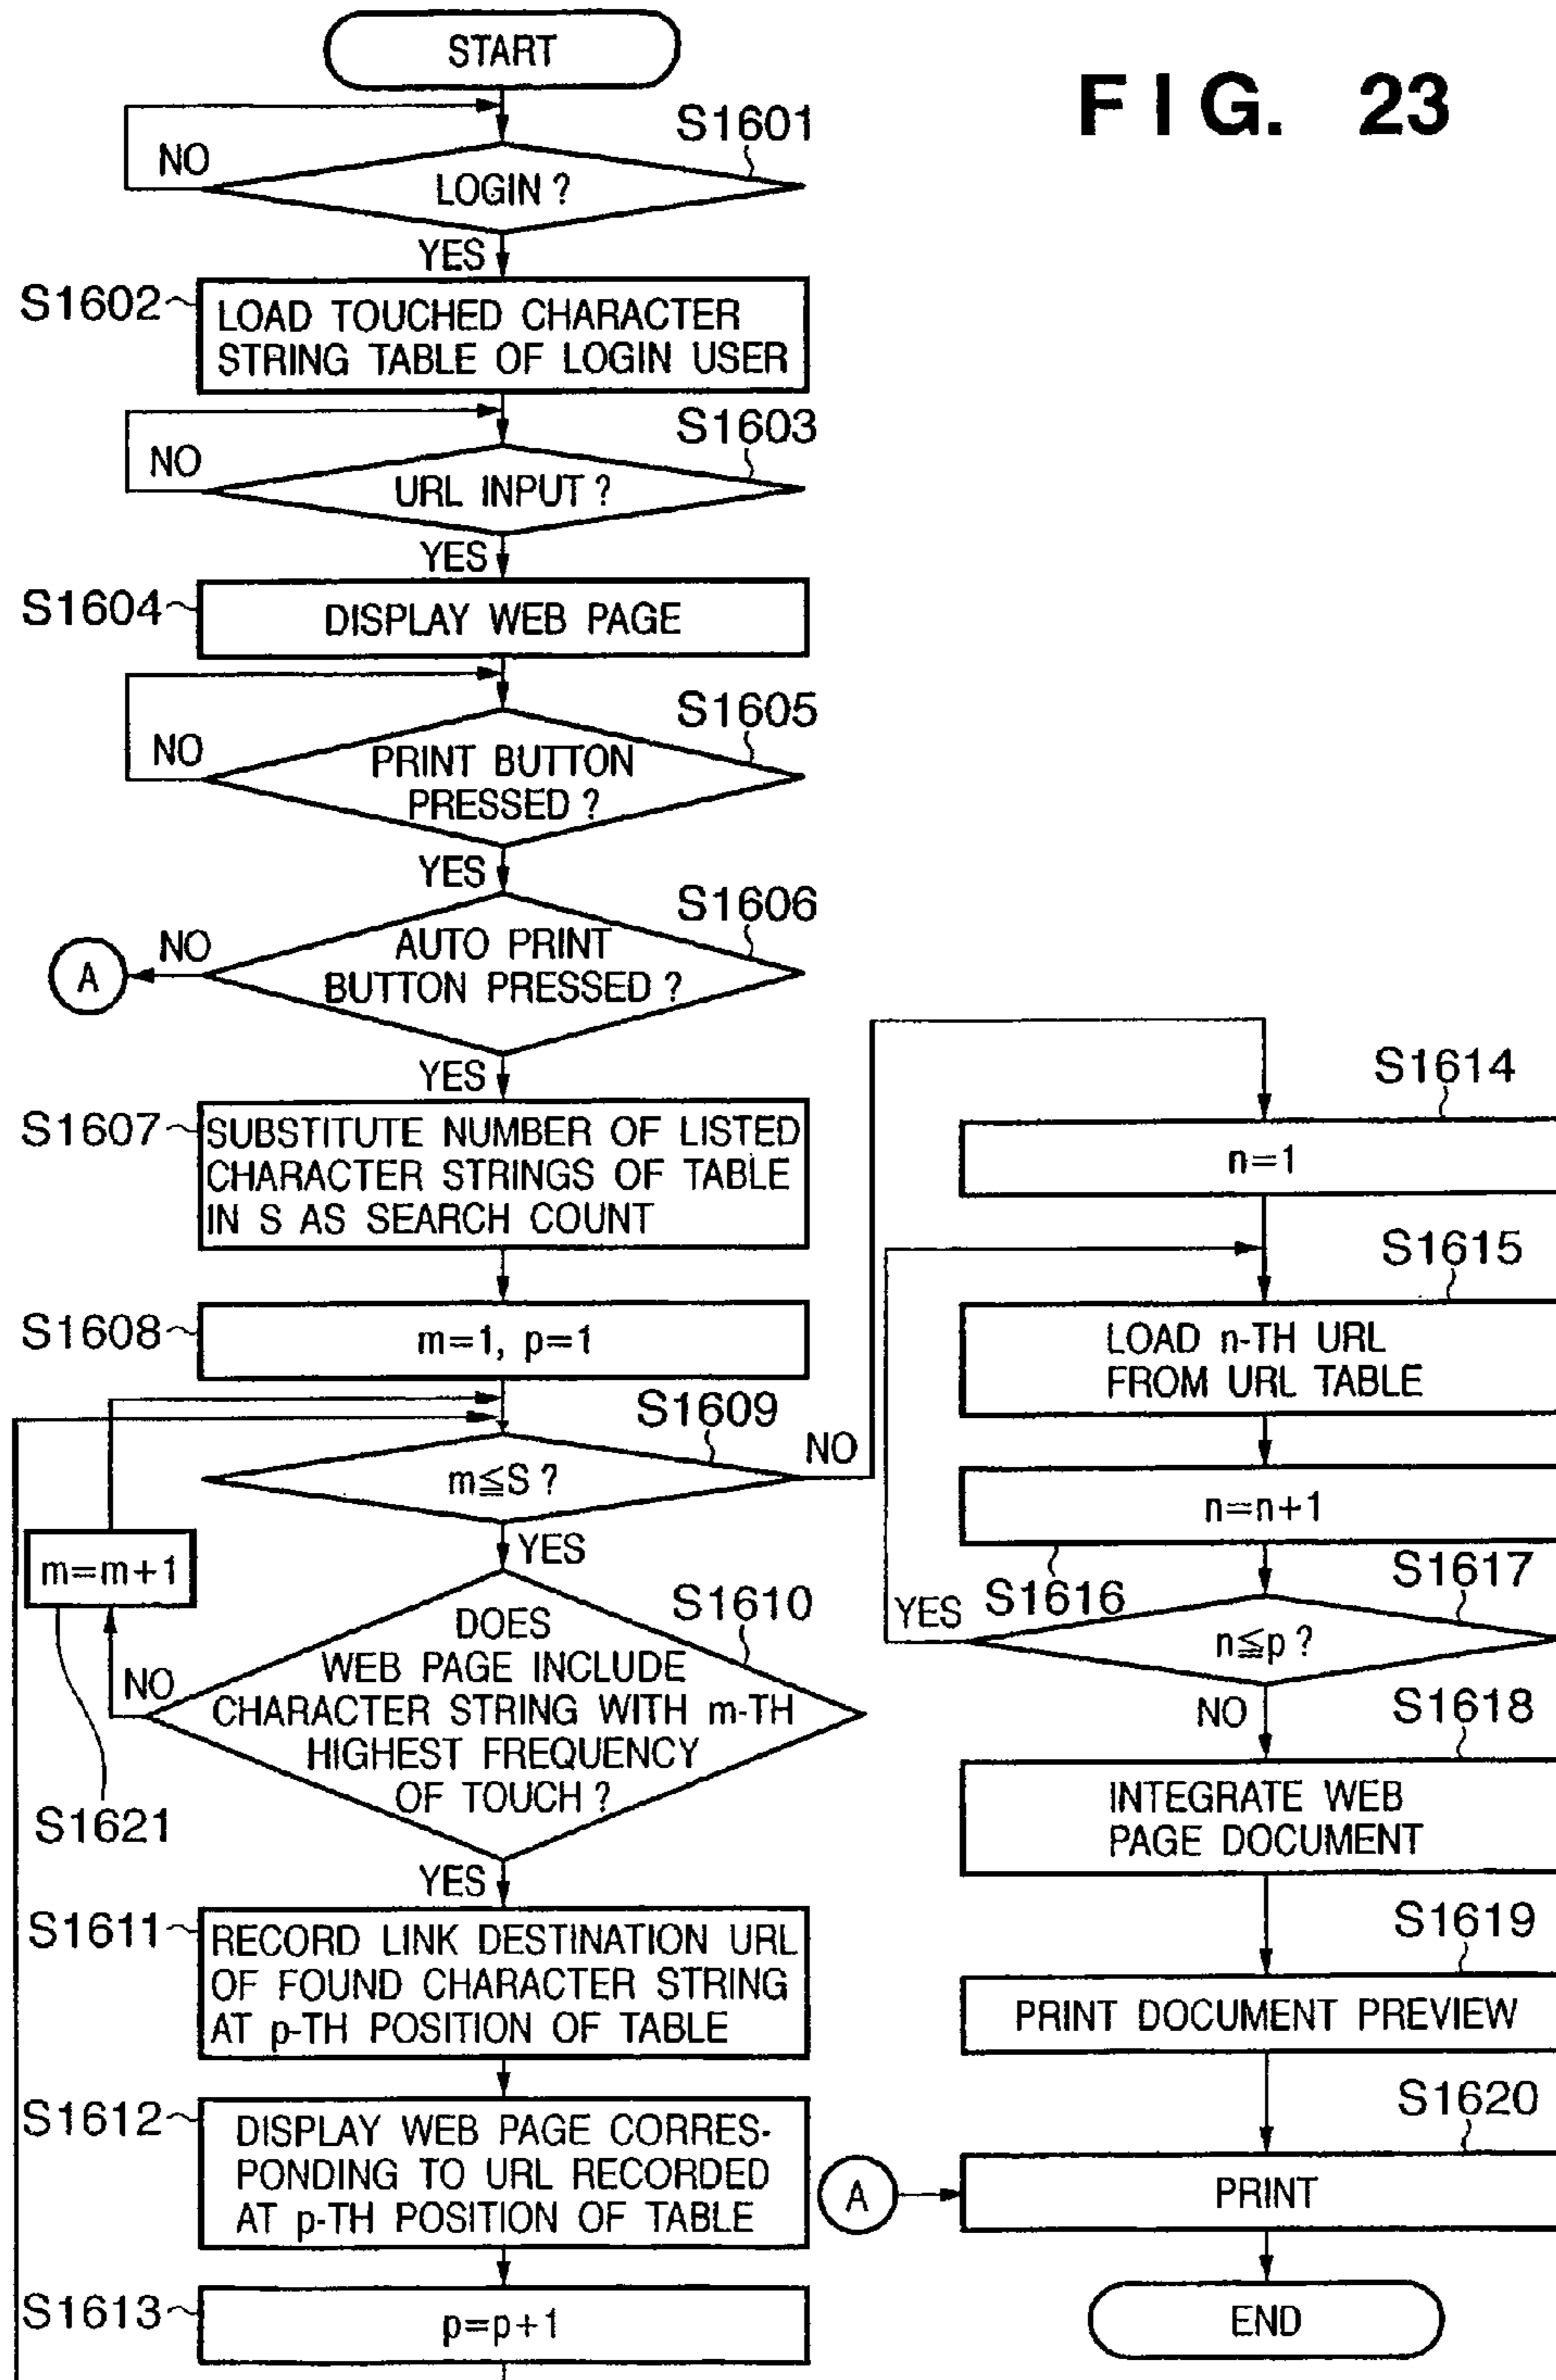 FIG. 23
START
S1601
NO
LOGIN ?
YES
S1602
LOAD TOUCHED CHARACTER
STRING TABLE OF LOGIN USER
S1603
NO
URL INPUT ?
YES
S1604
DISPLAY WEB PAGE
S1605
NO
PRINT BUTTON
PRESSED ?
YES
S1606
NO
A
AUTO PRINT
BUTTON PRESSED ?
YES
S1607
SUBSTITUTE NUMBER OF LISTED
CHARACTER STRINGS OF TABLE
IN S AS SEARCH COUNT
S1608
m=1, p=1
S1609
NO
m≦S ?
YES
m=m+1
S1621
S1610
NO
DOES
WEB PAGE INCLUDE
CHARACTER STRING WITH m-TH
HIGHEST FREQUENCY
OF TOUCH ?
YES
S1611
RECORD LINK DESTINATION URL
OF FOUND CHARACTER STRING
AT p-TH POSITION OF TABLE
S1612
DISPLAY WEB PAGE CORRES-
PONDING TO URL RECORDED
AT p-TH POSITION OF TABLE
S1613
p=p+1
S1614
n=1
S1615
LOAD n-TH URL
FROM URL TABLE
n=n+1
S1616
S1617
YES
n≦p ?
NO
S1618
INTEGRATE WEB
PAGE DOCUMENT
S1619
PRINT DOCUMENT PREVIEW
S1620
A
PRINT
END